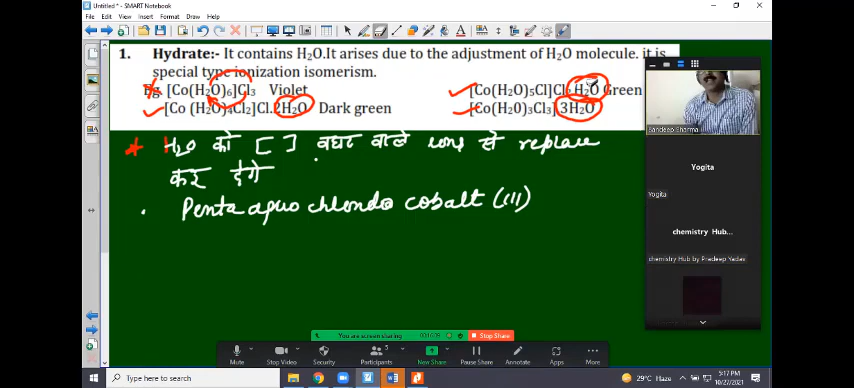 Untitled * - SMART Notebook
File Edit View Insert Format Draw Help
1. Hydrate:- It contains H₂O.It arises due to the adjustment of H₂O molecule. it is
special type ionization isomerism.
Eg. [Co(H₂O)₆]Cl₃ Violet
[Co(H₂O)₅Cl]Cl₂ H₂O Green
[Co (H₂O)₄Cl₂]Cl.2H₂O Dark green
[Co(H₂O)₃Cl₃] 3H₂O
H₂O को [ ] बाहर वाले ion से replace
कर देंगे
Penta aquo chlorido cobalt (III)
Sandeep Sharma
Yogita
Yogita
chemistry Hub...
chemistry Hub by Pradeep Yadav
You are screen sharing
Stop Share
Mute
Stop Video
Security
5
Participants
New Share
Pause Share
Annotate
Apps
More
Type here to search
29°C Haze
5:17 PM
10/27/2021